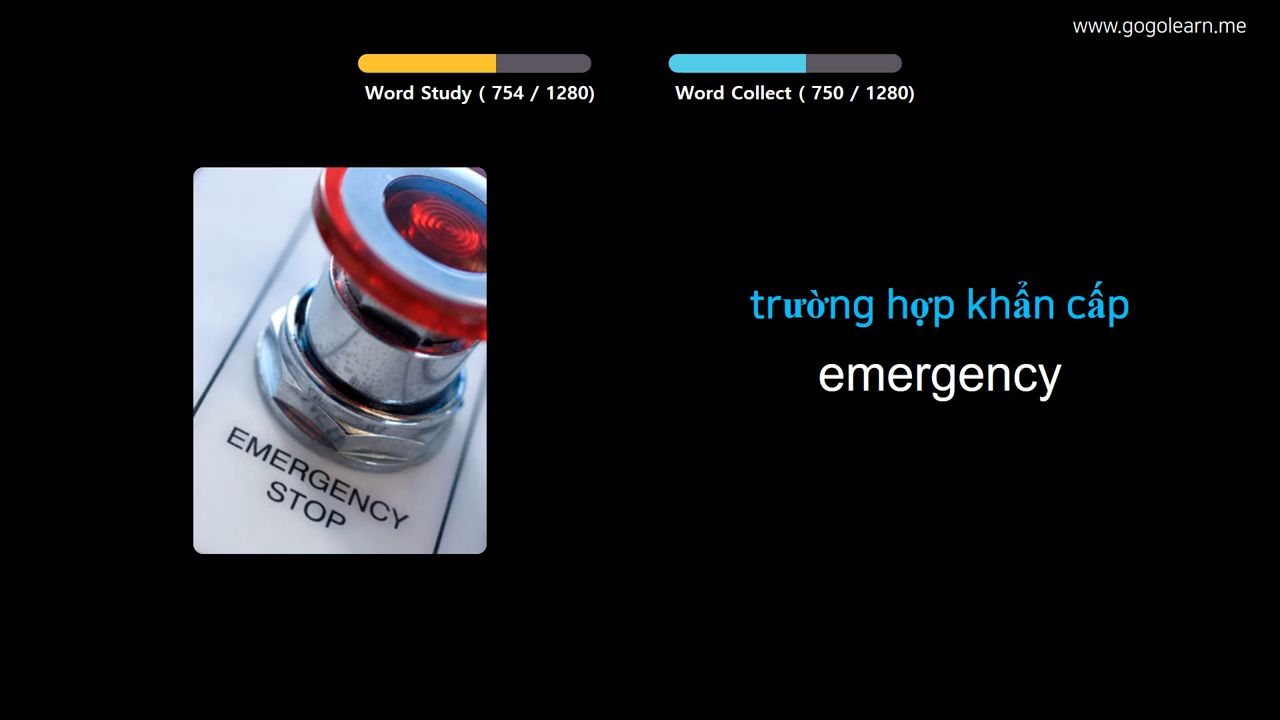 www.gogolearn.me
Word Study ( 754 / 1280)
Word Collect ( 750 / 1280)
EMERGENCY
STOP
trường hợp khẩn cấp
emergency